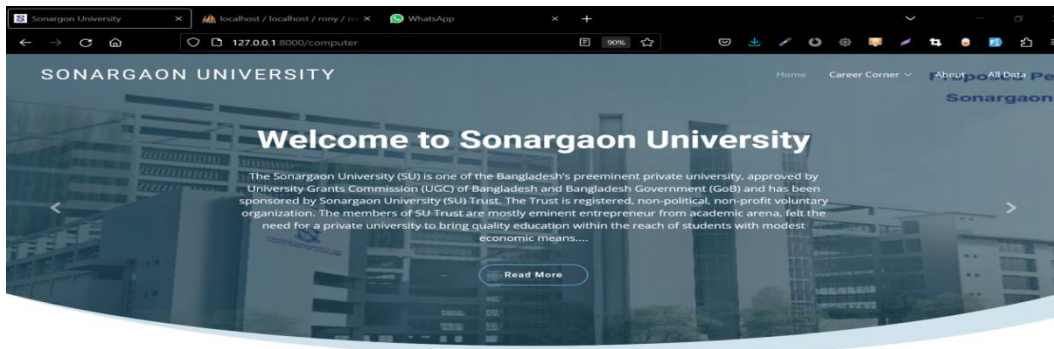 Sonargon University
localhost / localhost / rony / ro
WhatsApp
127.0.0.1:8000/computer
90%
SONARGAON UNIVERSITY
Home
Career Corner
About
All Data
Proposed Pe
Sonargaon
Welcome to Sonargaon University
The Sonargaon University (SU) is one of the Bangladesh's preeminent private university, approved by
University Grants Commission (UGC) of Bangladesh and Bangladesh Government (GoB) and has been
sponsored by Sonargaon University (SU) Trust. The Trust is registered, non-political, non-profit voluntary
organization. The members of SU Trust are mostly eminent entrepreneur from academic arena, felt the
need for a private university to bring quality education within the reach of students with modest
economic means....
Read More